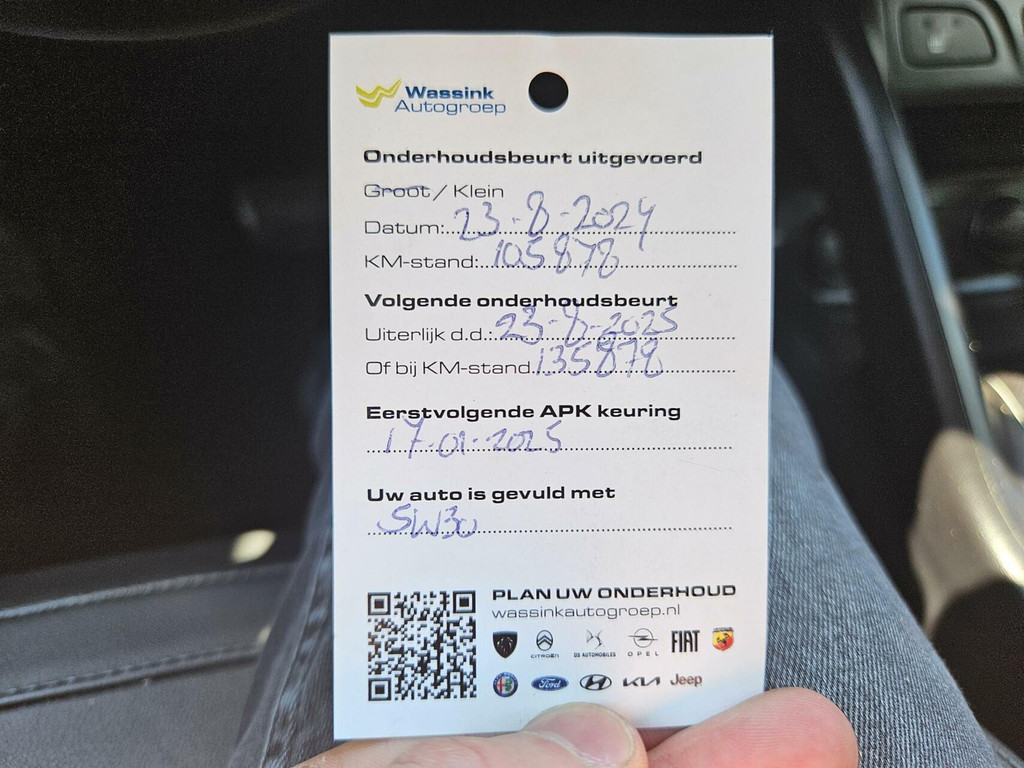 Wassink
Autogroep
Onderhoudsbeurt uitgevoerd
Groot / Klein
Datum: 23-8-2024
KM-stand: 105878
Volgende onderhoudsbeurt
Uiterlijk d.d.: 23-8-2025
Of bij KM-stand 135878
Eerstvolgende APK keuring
17-01-2025
Uw auto is gevuld met
5W30
PLAN UW ONDERHOUD
wassinkautogroep.nl
CITROËN DS AUTOMOBILES OPEL FIAT
Ford KIA Jeep